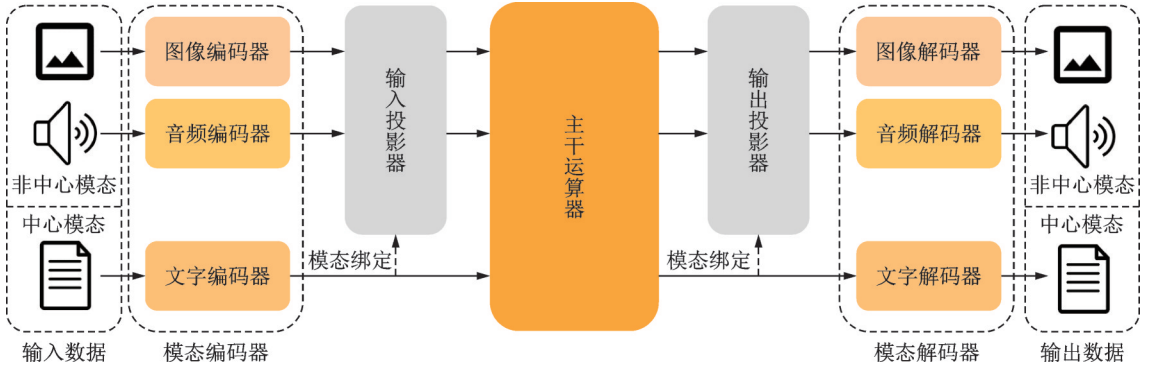 图像编码器
图像解码器
音频编码器
输入投影器
主干运算器
输出投影器
音频解码器
非中心模态
非中心模态
中心模态
中心模态
文字编码器
模态绑定
模态绑定
文字解码器
输入数据
模态编码器
模态解码器
输出数据